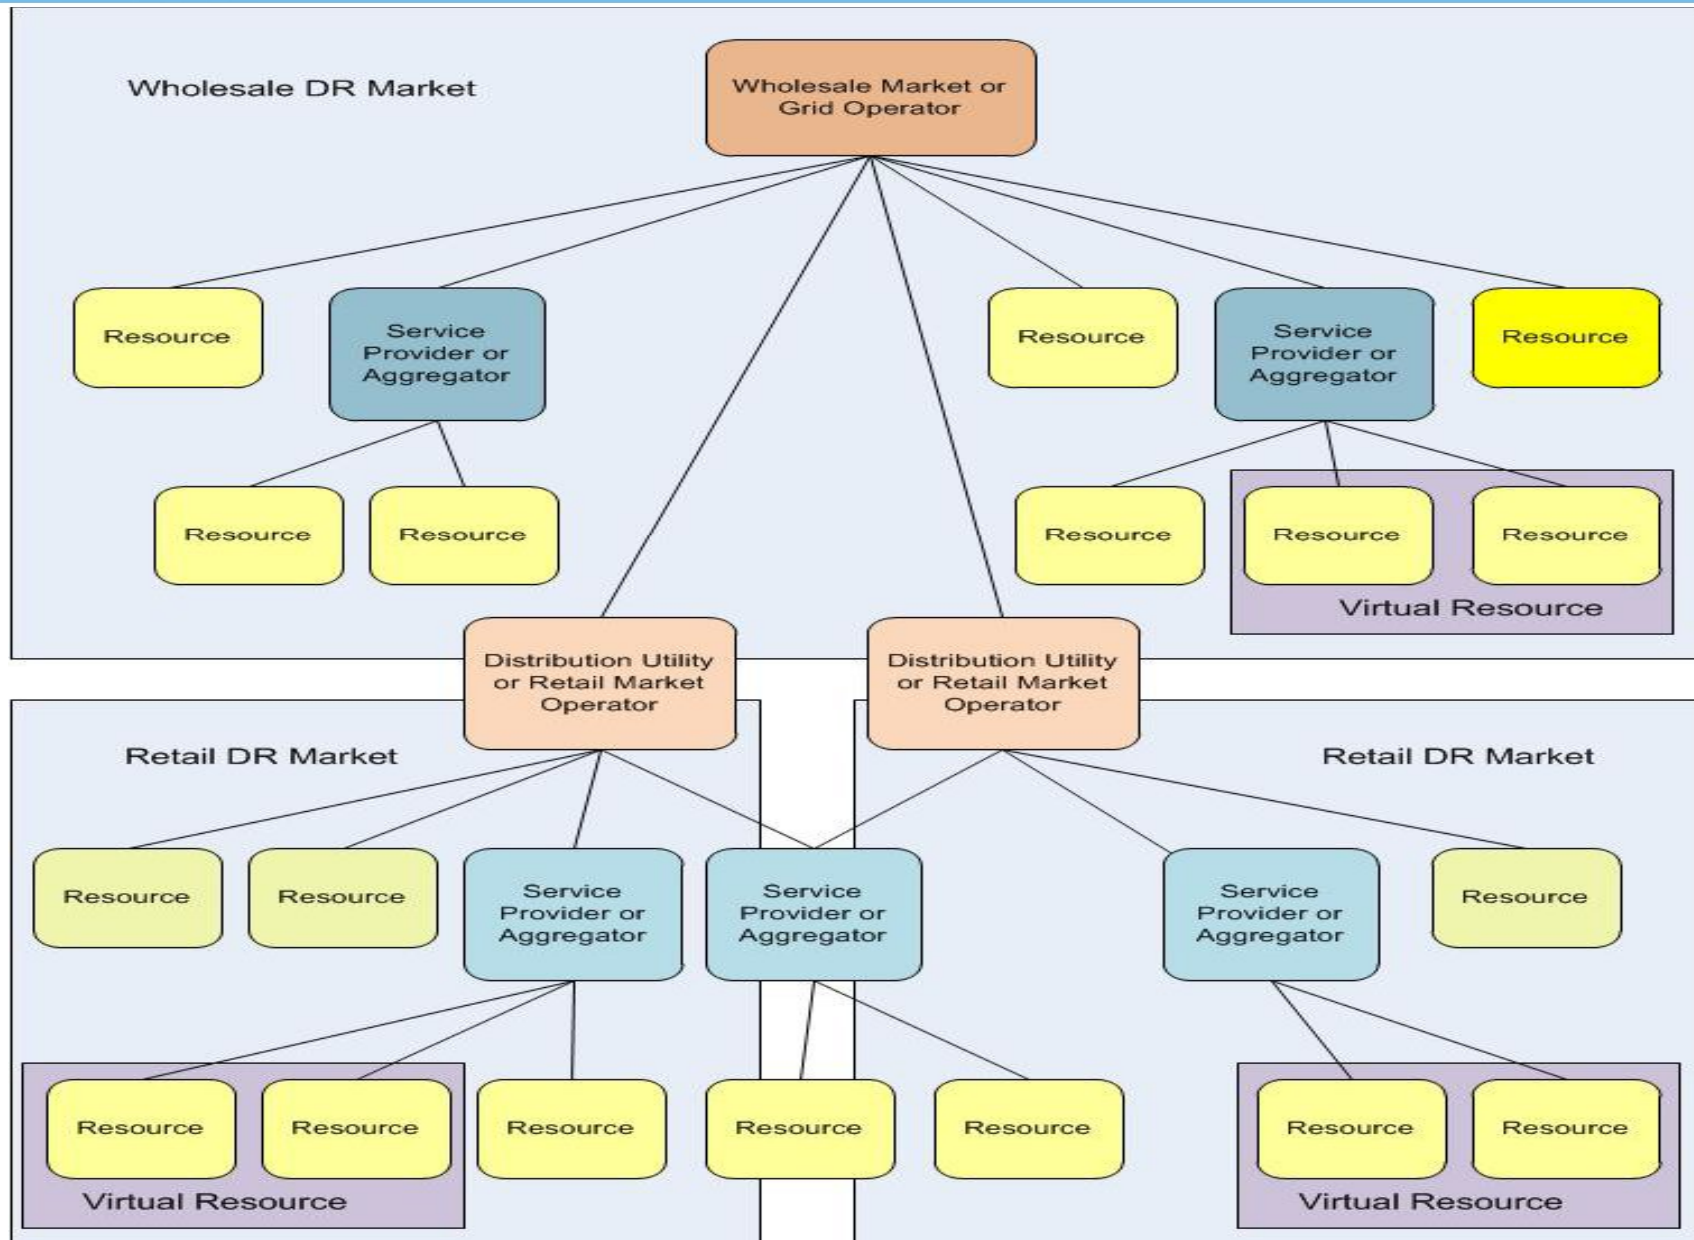 Wholesale DR Market
Wholesale Market or
Grid Operator
Resource
Service
Provider or
Aggregator
Resource
Service
Provider or
Aggregator
Resource
Resource
Resource
Resource
Resource
Resource
Virtual Resource
Distribution Utility
or Retail Market
Operator
Distribution Utility
or Retail Market
Operator
Retail DR Market
Retail DR Market
Resource
Resource
Service
Provider or
Aggregator
Service
Provider or
Aggregator
Service
Provider or
Aggregator
Resource
Resource
Resource
Resource
Resource
Resource
Resource
Resource
Virtual Resource
Virtual Resource